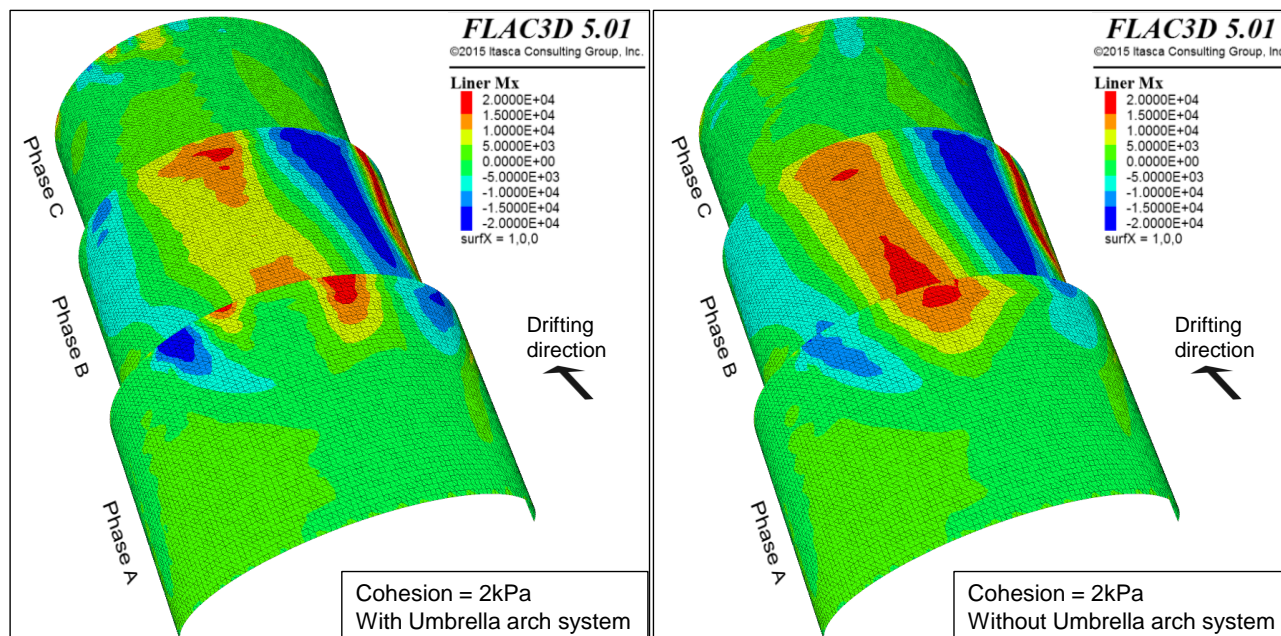 FLAC3D 5.01
©2015 Itasca Consulting Group, Inc.
Liner Mx
2.0000E+04
1.5000E+04
1.0000E+04
5.0000E+03
0.0000E+00
-5.0000E+03
-1.0000E+04
-1.5000E+04
-2.0000E+04
surfX = 1,0,0
Phase C
Phase B
Phase A
Drifting
direction
Cohesion = 2kPa
With Umbrella arch system
FLAC3D 5.01
©2015 Itasca Consulting Group, Inc.
Liner Mx
2.0000E+04
1.5000E+04
1.0000E+04
5.0000E+03
0.0000E+00
-5.0000E+03
-1.0000E+04
-1.5000E+04
-2.0000E+04
surfX = 1,0,0
Phase C
Phase B
Phase A
Drifting
direction
Cohesion = 2kPa
Without Umbrella arch system